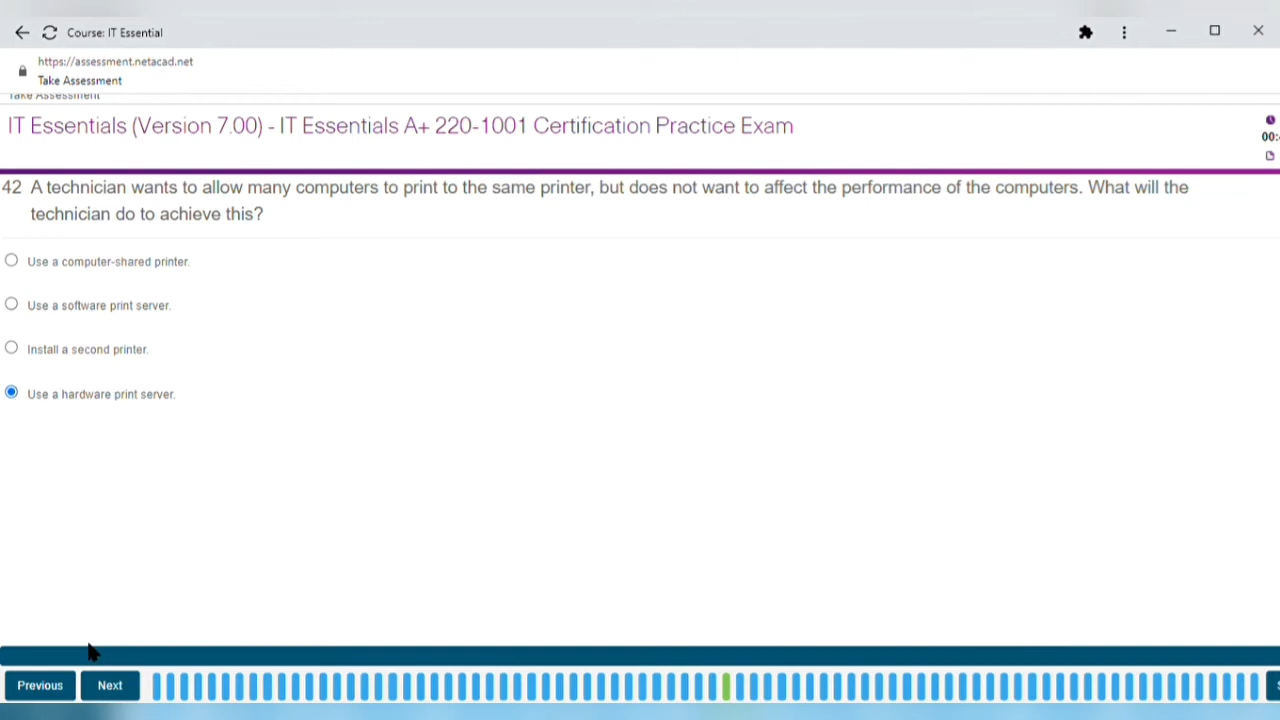 Course: IT Essential
https://assessment.netacad.net
Take Assessment
Take Assessment
IT Essentials (Version 7.00) - IT Essentials A+ 220-1001 Certification Practice Exam
00:
42 A technician wants to allow many computers to print to the same printer, but does not want to affect the performance of the computers. What will the
technician do to achieve this?
Use a computer-shared printer.
Use a software print server.
Install a second printer.
Use a hardware print server.
Previous Next